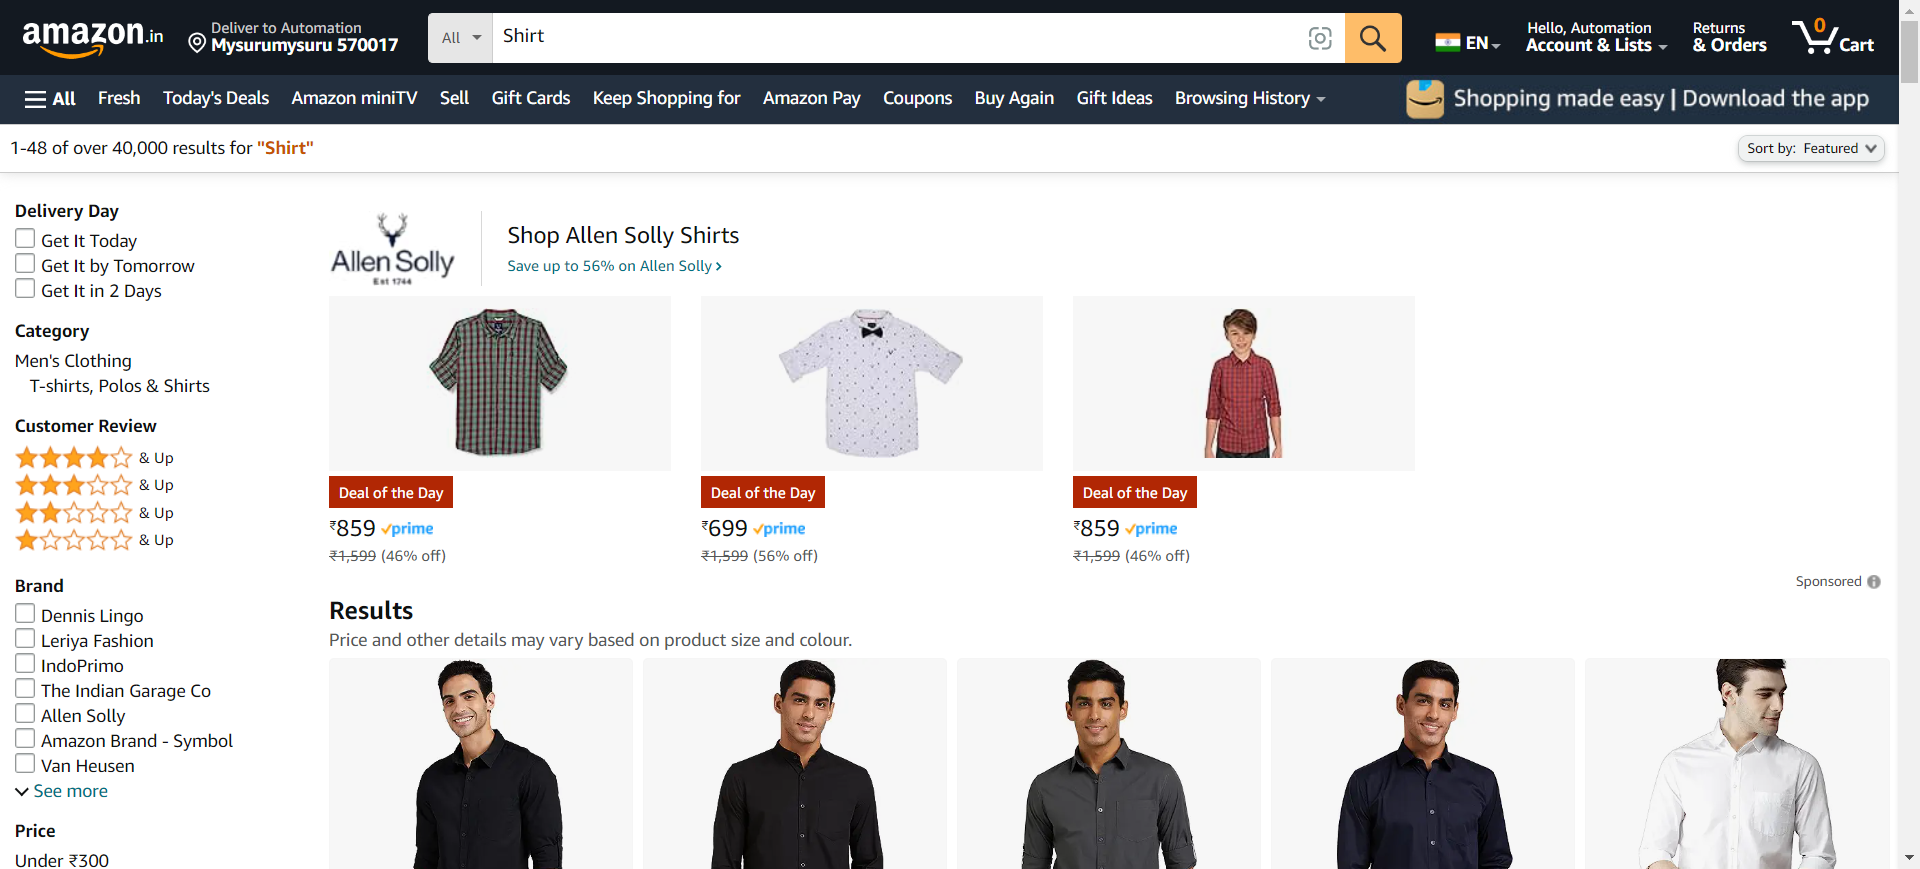 amazon.in
Deliver to Automation
Mysurumysuru 570017
All
Shirt
EN
Hello, Automation
Account & Lists
Returns
& Orders
0
Cart
All
Fresh
Today's Deals
Amazon miniTV
Sell
Gift Cards
Keep Shopping for
Amazon Pay
Coupons
Buy Again
Gift Ideas
Browsing History
Shopping made easy | Download the app
1-48 of over 40,000 results for "Shirt"
Sort by: Featured
Delivery Day
Get It Today
Get It by Tomorrow
Get It in 2 Days
Category
Men's Clothing
T-shirts, Polos & Shirts
Customer Review
& Up
& Up
& Up
& Up
Brand
Dennis Lingo
Leriya Fashion
IndoPrimo
The Indian Garage Co
Allen Solly
Amazon Brand - Symbol
Van Heusen
See more
Price
Under ₹300
Allen Solly
Est 1744
Shop Allen Solly Shirts
Save up to 56% on Allen Solly ›
Deal of the Day
₹859 prime
₹1,599 (46% off)
Deal of the Day
₹699 prime
₹1,599 (56% off)
Deal of the Day
₹859 prime
₹1,599 (46% off)
Sponsored
Results
Price and other details may vary based on product size and colour.